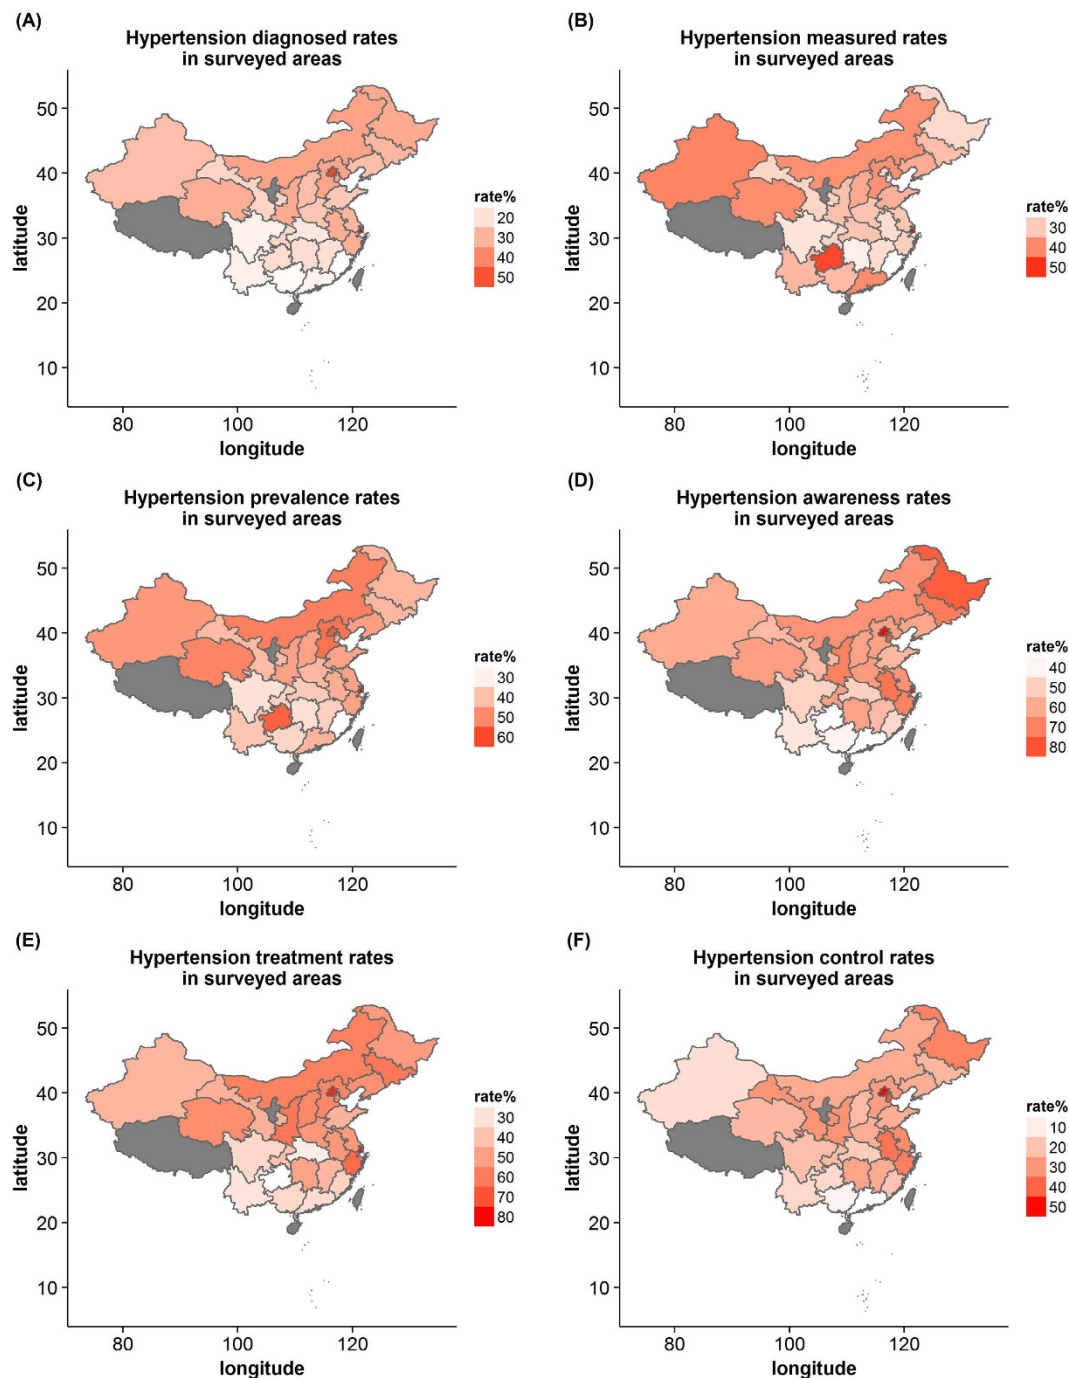 (A)
Hypertension diagnosed rates
in surveyed areas
50
40
30
20
10
latitude
80 100 120
longitude
rate%
20
30
40
50
(B)
Hypertension measured rates
in surveyed areas
50
40
30
20
10
latitude
80 100 120
longitude
rate%
30
40
50
(C)
Hypertension prevalence rates
in surveyed areas
50
40
30
20
10
latitude
80 100 120
longitude
rate%
30
40
50
60
(D)
Hypertension awareness rates
in surveyed areas
50
40
30
20
10
latitude
80 100 120
longitude
rate%
40
50
60
70
80
(E)
Hypertension treatment rates
in surveyed areas
50
40
30
20
10
latitude
80 100 120
longitude
rate%
30
40
50
60
70
80
(F)
Hypertension control rates
in surveyed areas
50
40
30
20
10
latitude
80 100 120
longitude
rate%
10
20
30
40
50